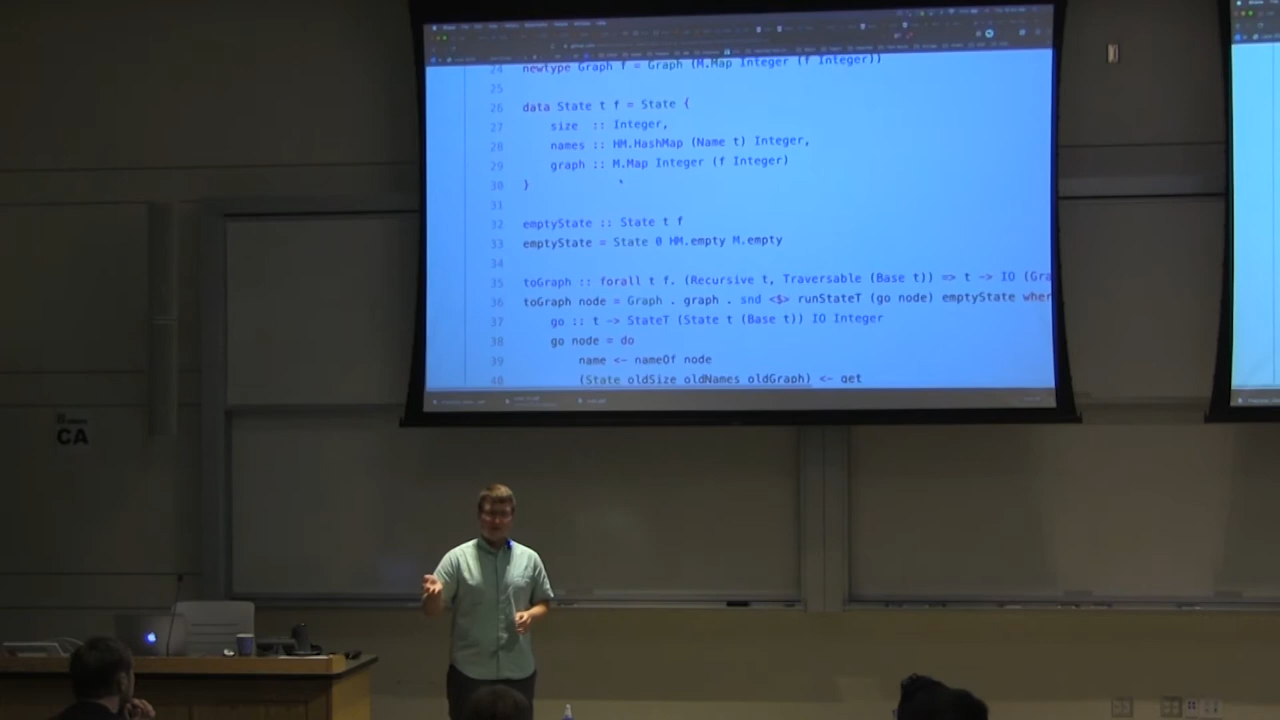 24 newtype Graph f = Graph (M.Map Integer (f Integer))
25
26 data State t f = State {
27 size :: Integer,
28 names :: HM.HashMap (Name t) Integer,
29 graph :: M.Map Integer (f Integer)
30 }
31
32 emptyState :: State t f
33 emptyState = State 0 HM.empty M.empty
34
35 toGraph :: forall t f. (Recursive t, Traversable (Base t)) => t -> IO (Gra
36 toGraph node = Graph . graph . snd <$> runStateT (go node) emptyState wher
37 go :: t -> StateT (State t (Base t)) IO Integer
38 go node = do
39 name <- nameOf node
40 (State oldSize oldNames oldGraph) <- get
CA